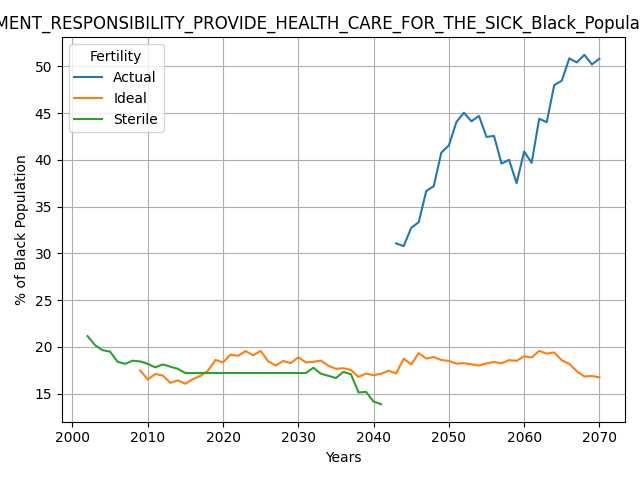 MENT_RESPONSIBILITY_PROVIDE_HEALTH_CARE_FOR_THE_SICK_Black_Popula
Fertility
Actual
Ideal
Sterile
% of Black Population
50
45
40
35
30
25
20
15
2000 2010 2020 2030 2040 2050 2060 2070
Years